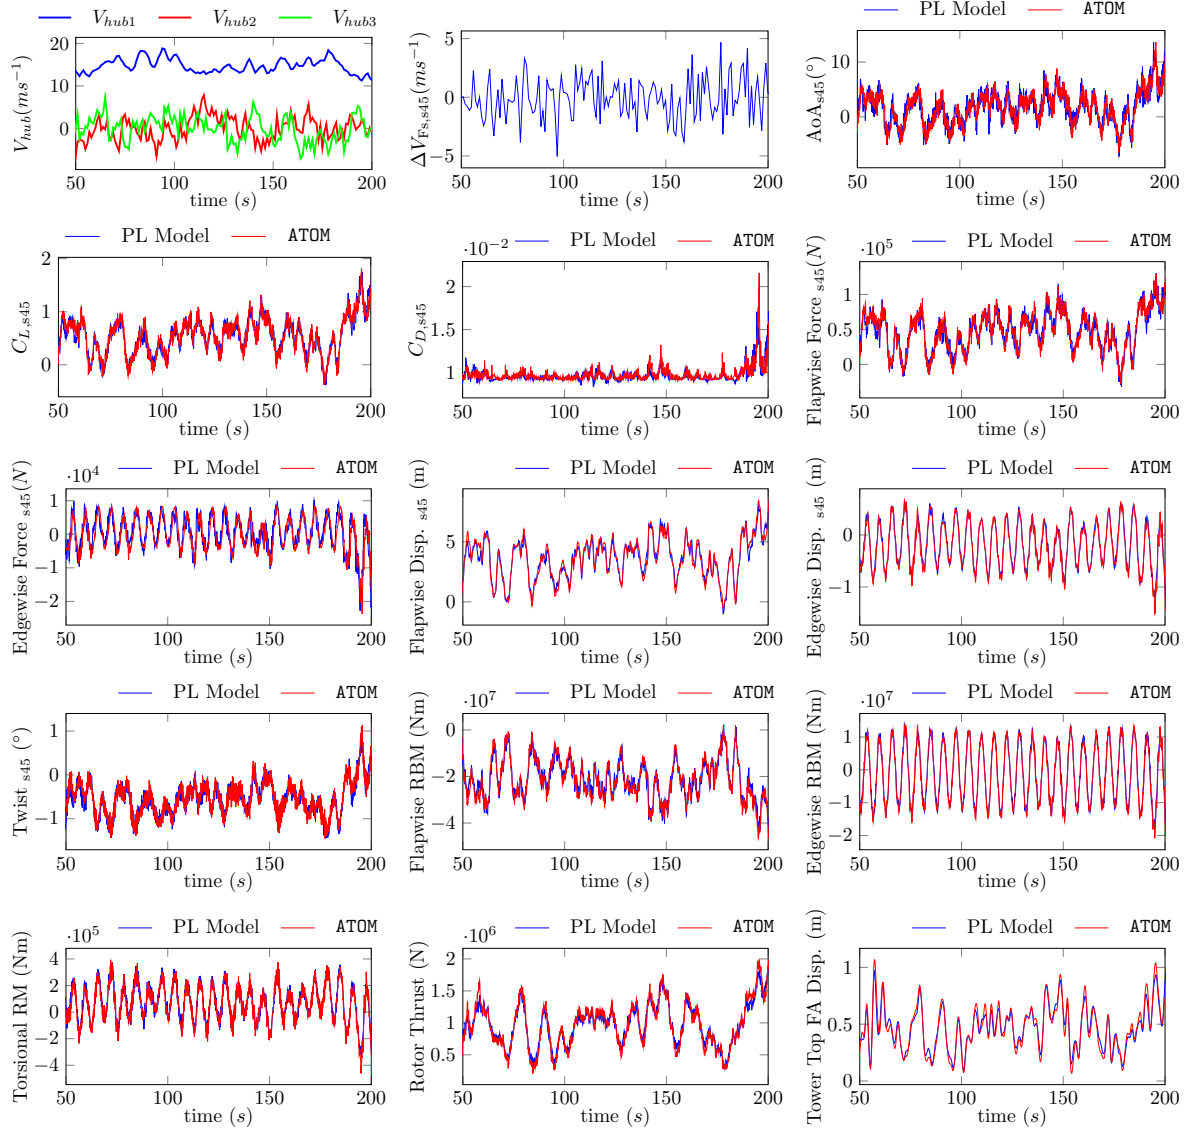 V_hub1 V_hub2 V_hub3
V_hub(ms^−1)
20
10
0
50 100 150 200
time (s)
ΔV_Fs,s45(ms^−1)
5
0
−5
50 100 150 200
time (s)
PL Model ATOM
AoA_s45(°)
10
0
50 100 150 200
time (s)
PL Model ATOM
C_L,s45
2
1
0
50 100 150 200
time (s)
·10^−2 PL Model ATOM
C_D,s45
2
1.5
1
50 100 150 200
time (s)
·10^5 PL Model ATOM
Flapwise Force s45(N)
1
0.5
0
50 100 150 200
time (s)
·10^4 PL Model ATOM
Edgewise Force s45(N)
1
0
−1
−2
50 100 150 200
time (s)
PL Model ATOM
Flapwise Disp. s45 (m)
5
0
50 100 150 200
time (s)
PL Model ATOM
Edgewise Disp. s45 (m)
0
−1
50 100 150 200
time (s)
PL Model ATOM
Twist s45 (°)
1
0
−1
50 100 150 200
time (s)
·10^7 PL Model ATOM
Flapwise RBM (Nm)
0
−2
−4
50 100 150 200
time (s)
·10^7 PL Model ATOM
Edgewise RBM (Nm)
1
0
−1
−2
50 100 150 200
time (s)
·10^5 PL Model ATOM
Torsional RM (Nm)
4
2
0
−2
−4
50 100 150 200
time (s)
·10^6 PL Model ATOM
Rotor Thrust (N)
2
1.5
1
0.5
50 100 150 200
time (s)
PL Model ATOM
Tower Top FA Disp. (m)
1
0.5
0
50 100 150 200
time (s)